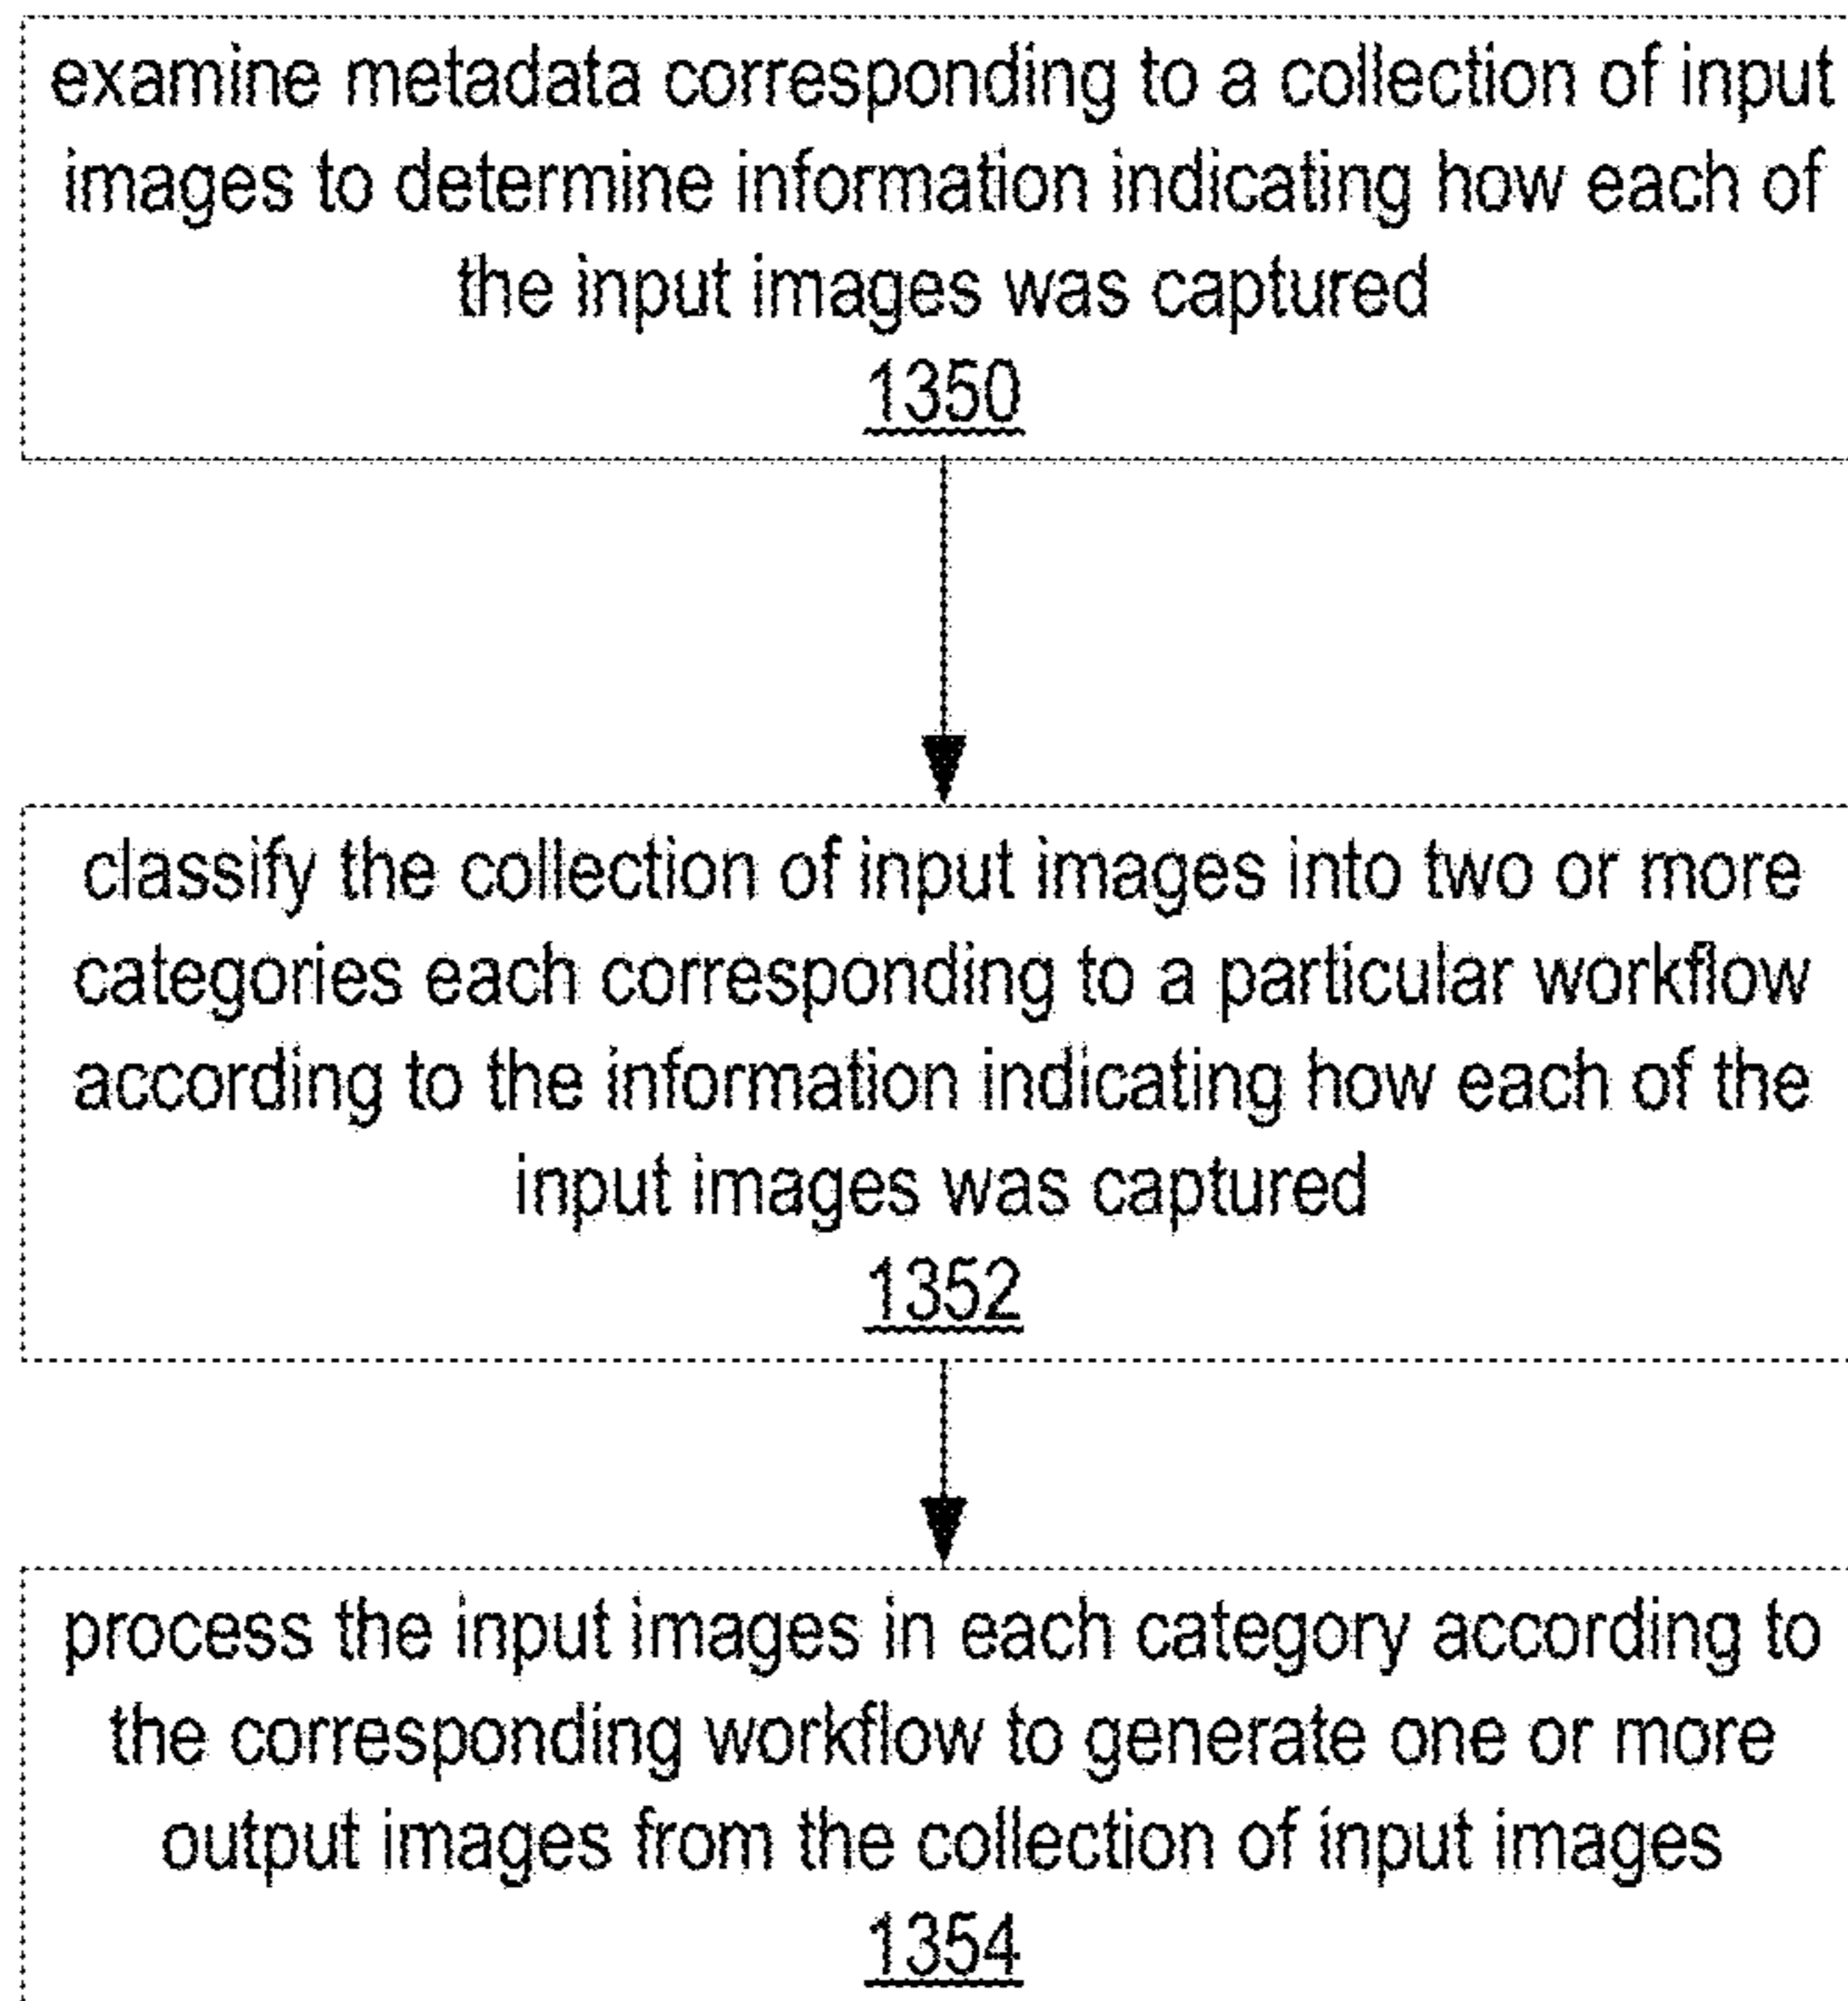 examine metadata corresponding to a collection of input
images to determine information indicating how each of
the input images was captured
1350
classify the collection of input images into two or more
categories each corresponding to a particular workflow
according to the information indicating how each of the
input images was captured
1352
process the input images in each category according to
the corresponding workflow to generate one or more
output images from the collection of input images
1354